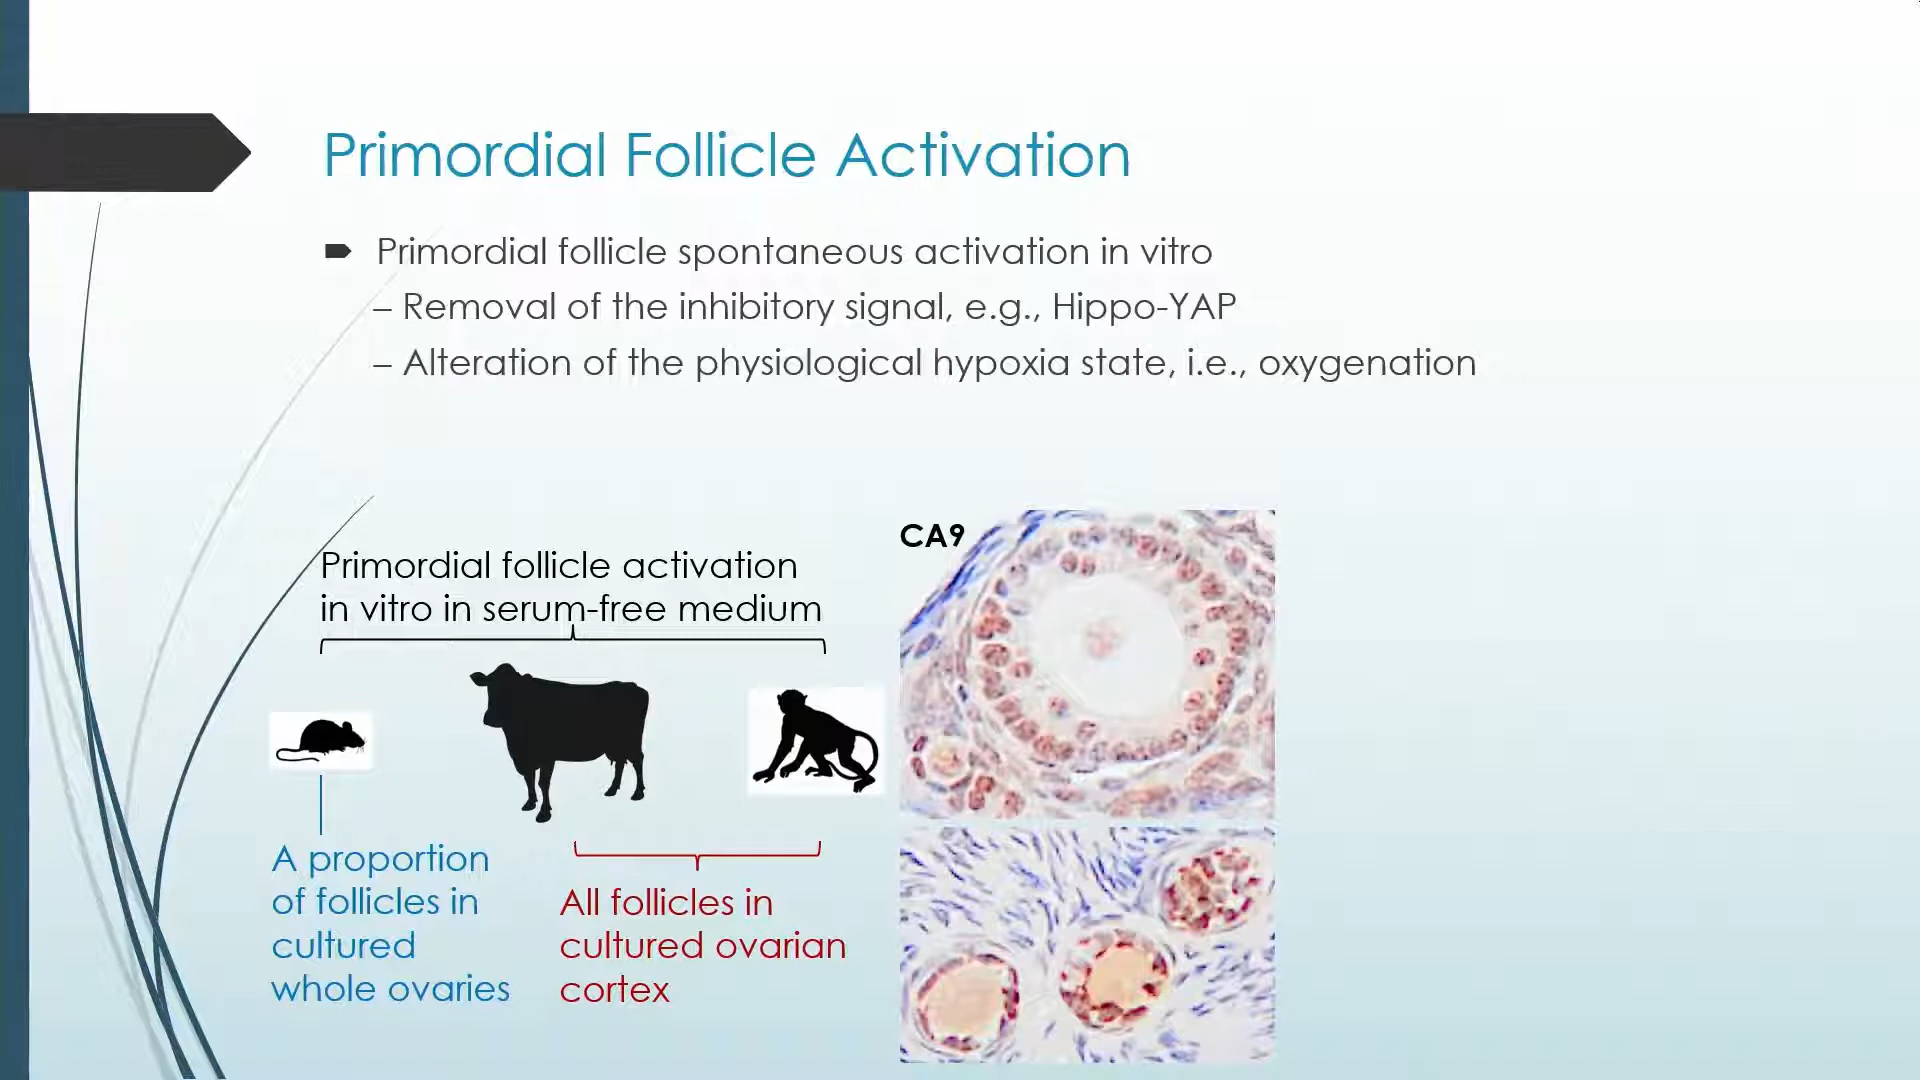 Primordial Follicle Activation
Primordial follicle spontaneous activation in vitro
– Removal of the inhibitory signal, e.g., Hippo-YAP
– Alteration of the physiological hypoxia state, i.e., oxygenation
Primordial follicle activation
in vitro in serum-free medium
CA9
A proportion
of follicles in
cultured
whole ovaries
All follicles in
cultured ovarian
cortex